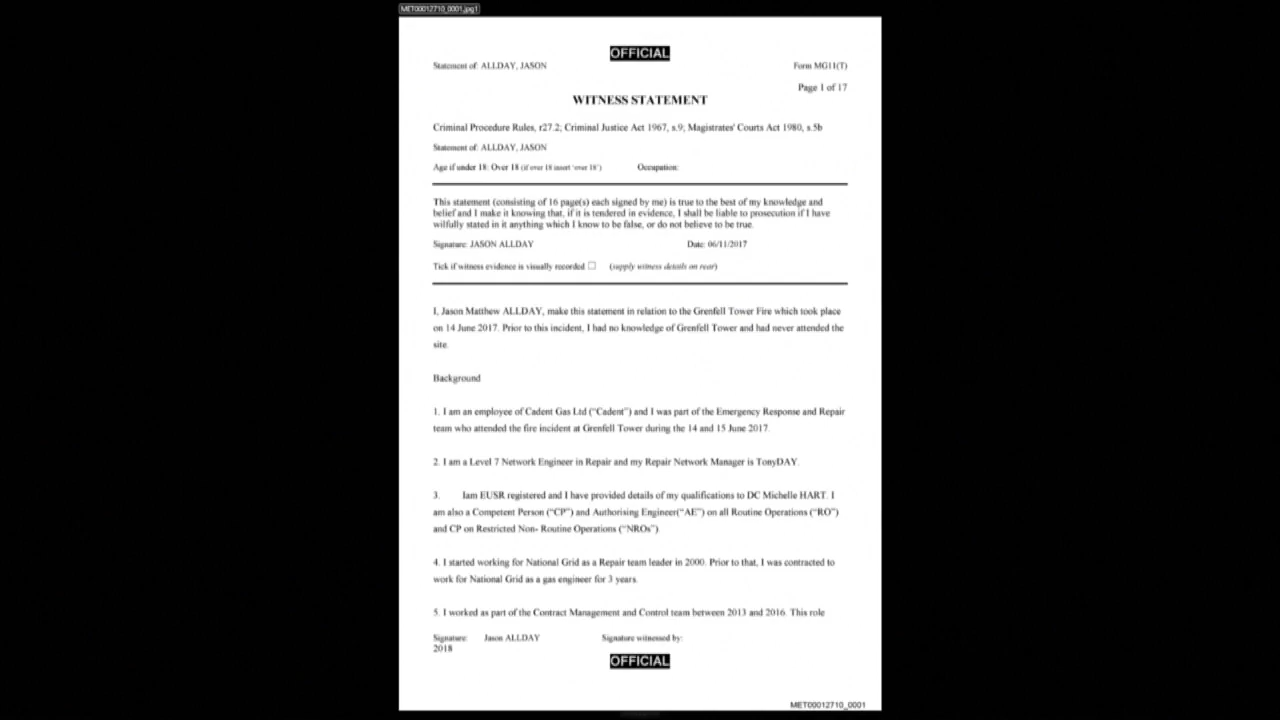 MET00012710_0001.jpg1
OFFICIAL
Statement of: ALLDAY, JASON Form MG11(T)
Page 1 of 17
WITNESS STATEMENT
Criminal Procedure Rules, r27.2; Criminal Justice Act 1967, s.9; Magistrates' Courts Act 1980, s.5b
Statement of: ALLDAY, JASON
Age if under 18: Over 18 (if over 18 insert 'over 18') Occupation:
This statement (consisting of 16 page(s) each signed by me) is true to the best of my knowledge and
belief and I make it knowing that, if it is tendered in evidence, I shall be liable to prosecution if I have
wilfully stated in it anything which I know to be false, or do not believe to be true.
Signature: JASON ALLDAY Date: 06/11/2017
Tick if witness evidence is visually recorded ☐ (supply witness details on rear)
I, Jason Matthew ALLDAY, make this statement in relation to the Grenfell Tower Fire which took place
on 14 June 2017. Prior to this incident, I had no knowledge of Grenfell Tower and had never attended the
site.
Background
1. I am an employee of Cadent Gas Ltd ("Cadent") and I was part of the Emergency Response and Repair
team who attended the fire incident at Grenfell Tower during the 14 and 15 June 2017.
2. I am a Level 7 Network Engineer in Repair and my Repair Network Manager is TonyDAY.
3. Iam EUSR registered and I have provided details of my qualifications to DC Michelle HART. I
am also a Competent Person ("CP") and Authorising Engineer("AE") on all Routine Operations ("RO")
and CP on Restricted Non- Routine Operations ("NROs")
4. I started working for National Grid as a Repair team leader in 2000. Prior to that, I was contracted to
work for National Grid as a gas engineer for 3 years.
5. I worked as part of the Contract Management and Control team between 2013 and 2016. This role
Signature: Jason ALLDAY Signature witnessed by:
2018
OFFICIAL
MET00012710_0001